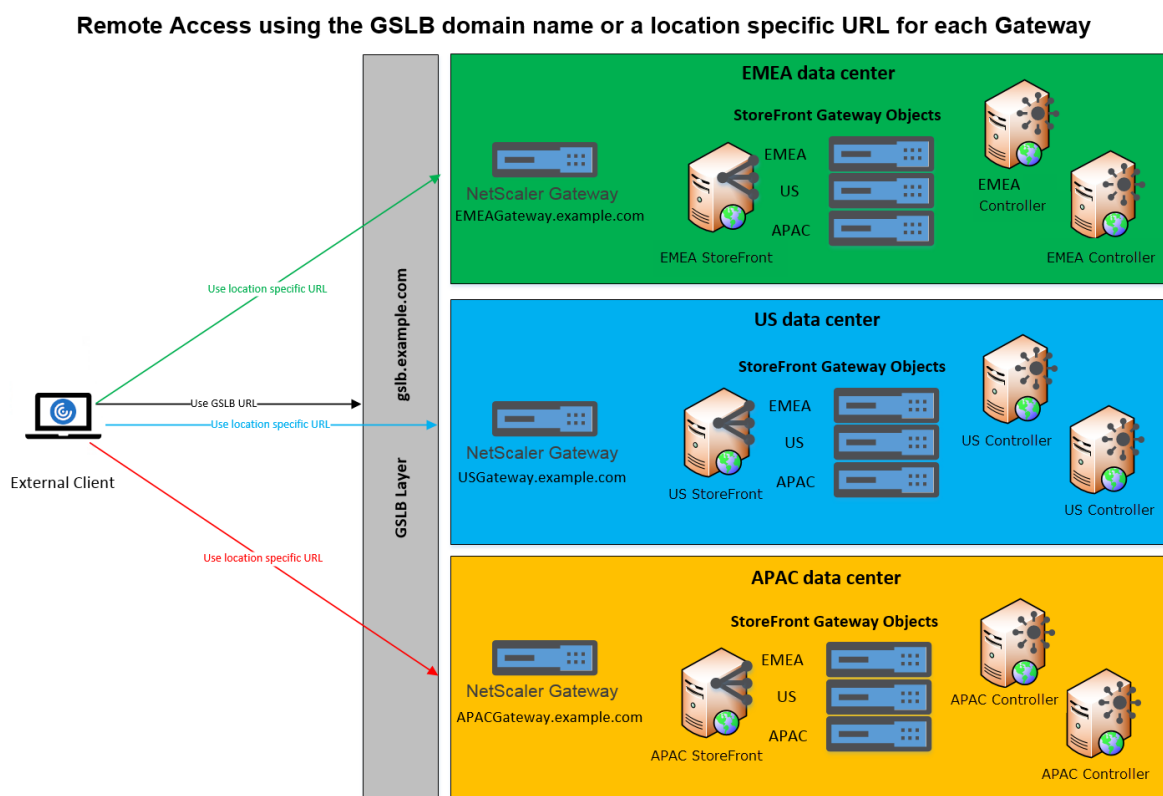 Remote Access using the GSLB domain name or a location specific URL for each Gateway
External Client
Use location specific URL
Use GSLB URL
Use location specific URL
Use location specific URL
gslb.example.com
GSLB Layer
EMEA data center
StoreFront Gateway Objects
NetScaler Gateway
EMEAGateway.example.com
EMEA StoreFront
EMEA
US
APAC
EMEA
Controller
EMEA Controller
US data center
StoreFront Gateway Objects
NetScaler Gateway
USGateway.example.com
US StoreFront
EMEA
US
APAC
US Controller
US Controller
APAC data center
StoreFront Gateway Objects
NetScaler Gateway
APACGateway.example.com
APAC StoreFront
EMEA
US
APAC
APAC Controller
APAC Controller